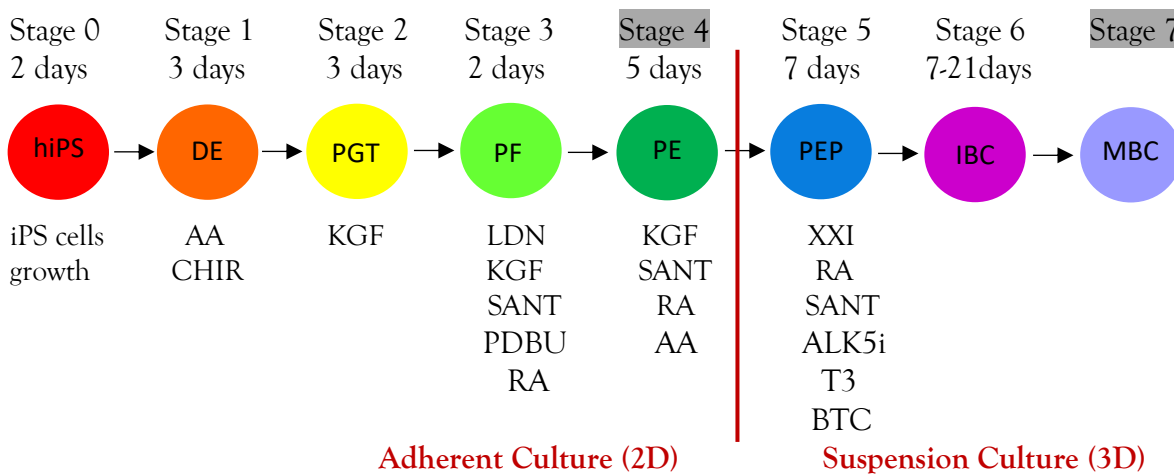 Stage 0
2 days
Stage 1
3 days
Stage 2
3 days
Stage 3
2 days
Stage 4
5 days
Stage 5
7 days
Stage 6
7-21days
Stage 7
hiPS
DE
PGT
PF
PE
PEP
IBC
MBC
iPS cells
growth
AA
CHIR
KGF
LDN
KGF
SANT
PDBU
RA
KGF
SANT
RA
AA
XXI
RA
SANT
ALK5i
T3
BTC
Adherent Culture (2D)
Suspension Culture (3D)